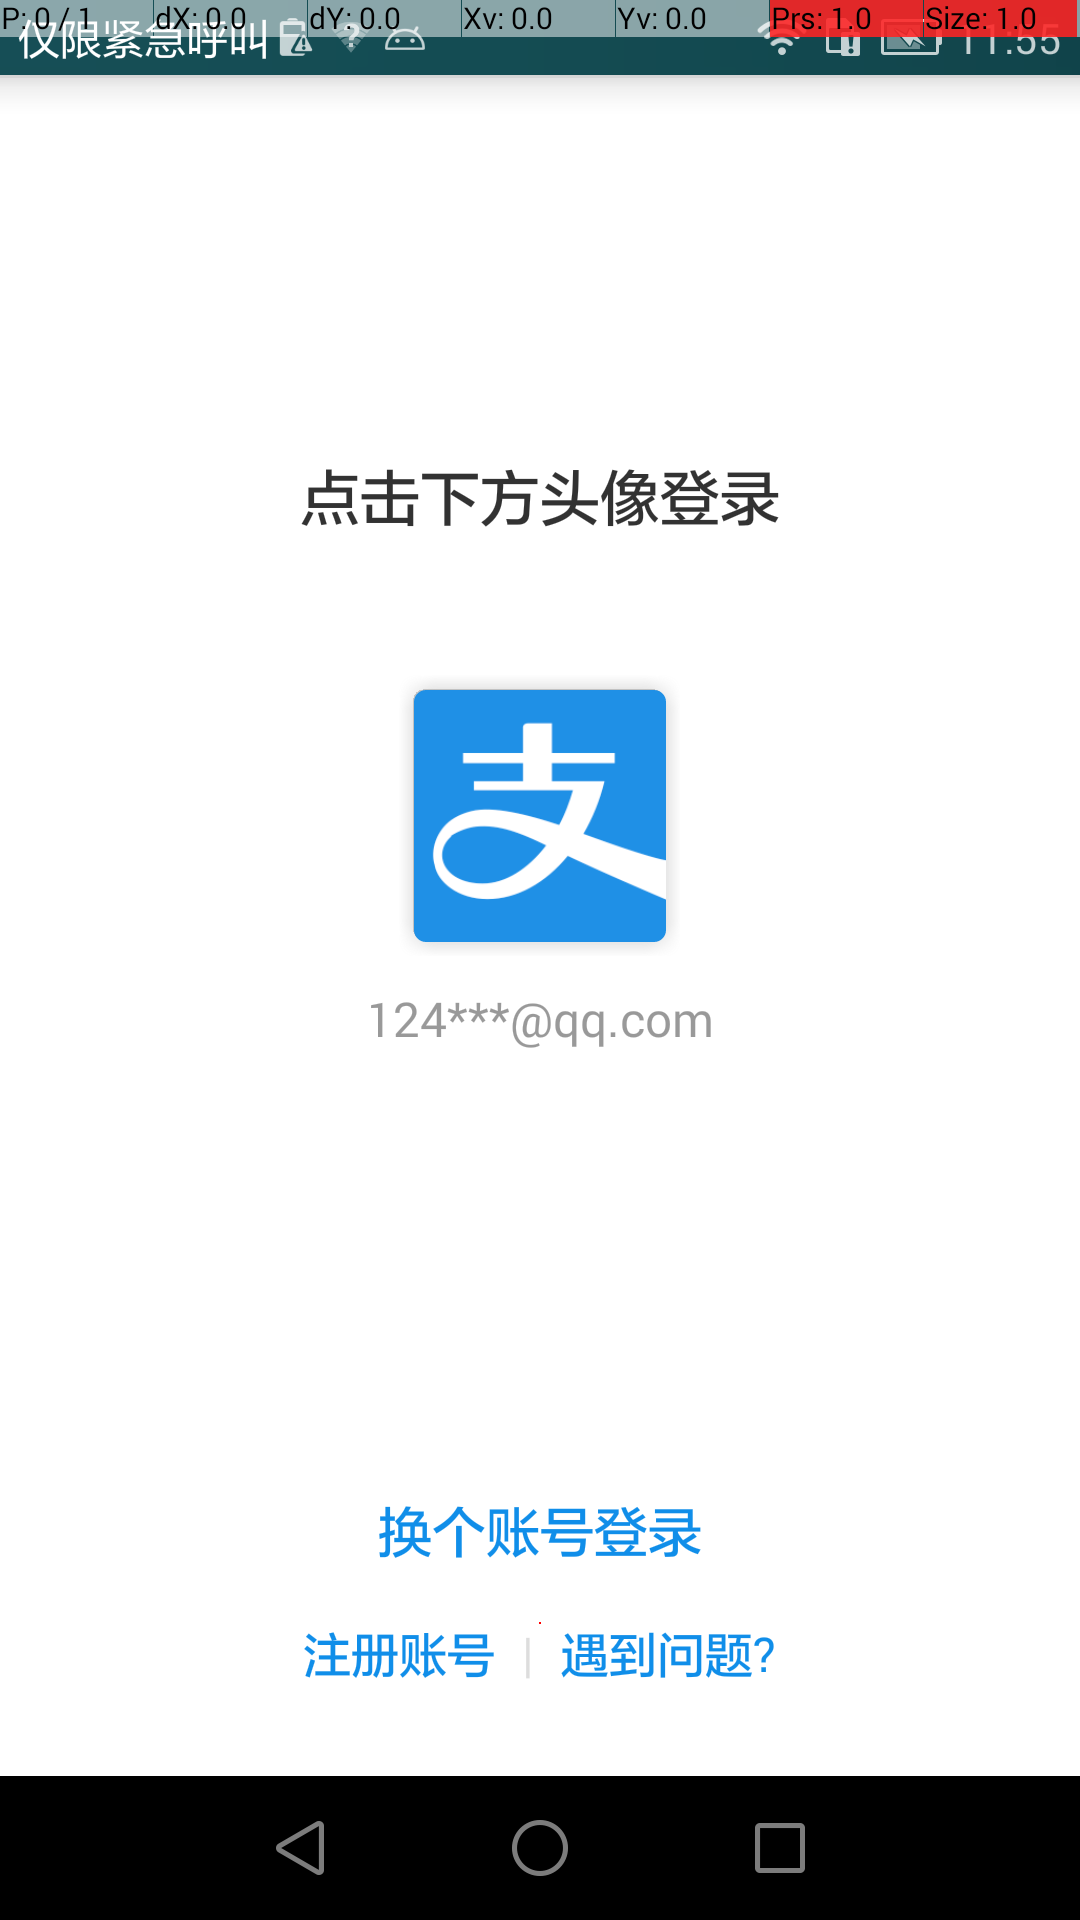 P: 0 / 1 dX: 0.0 dY: 0.0 Xv: 0.0 Yv: 0.0 Prs: 1.0 Size: 1.0
仅限紧急呼叫 11:55
点击下方头像登录
支
124***@qq.com
换个账号登录
注册账号 | 遇到问题?